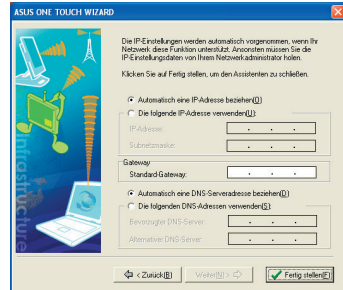 ASUS ONE TOUCH WIZARD
Die IP-Einstellungen werden automatisch vorgenommen, wenn Ihr
Netzwerk diese Funktion unterstützt. Ansonsten müssen Sie die
IP-Einstellungsdaten von Ihrem Netzwerkadministrator holen.
Klicken Sie auf Fertig stellen, um den Assistenten zu schließen.
Automatisch eine IP-Adresse beziehen(O)
Die folgende IP-Adresse verwenden(U):
IP-Adresse:
Subnetzmaske:
Gateway
Standard-Gateway:
Automatisch eine DNS-Serveradresse beziehen(D)
Die folgenden DNS-Adressen verwenden(S):
Bevorzugter DNS-Server:
Alternativer DNS-Server:
Infrastructure
< Zurück(B)
Weiter(N) >
Fertig stellen(F)